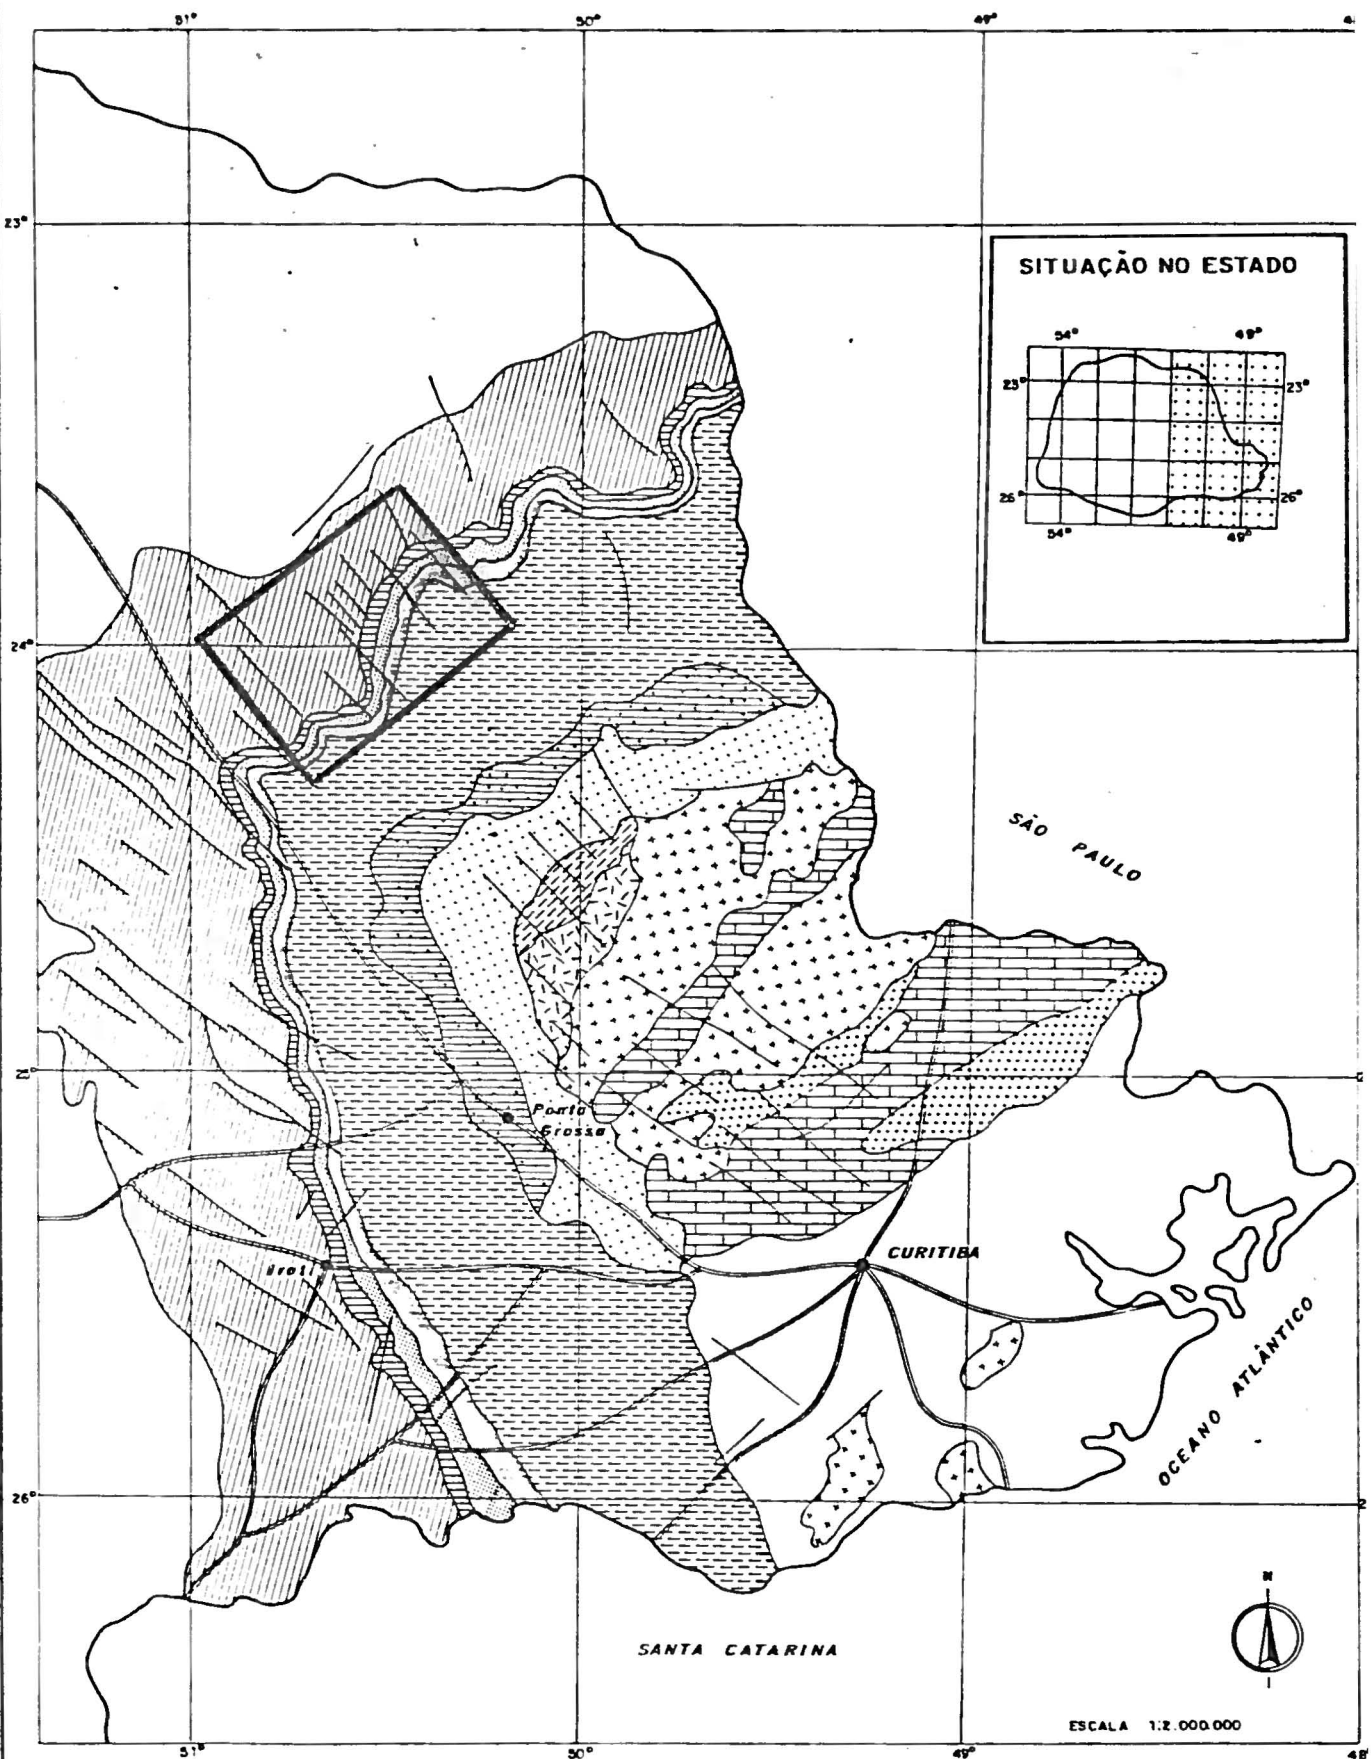 51°
50°
49°
23°
SITUAÇÃO NO ESTADO
54°
49°
23°
23°
26°
26°
54°
49°
24°
SÃO PAULO
25°
Ponta
Grossa
CURITIBA
Irati
OCEANO ATLÂNTICO
26°
SANTA CATARINA
N
ESCALA 1:2.000.000
51°
50°
49°